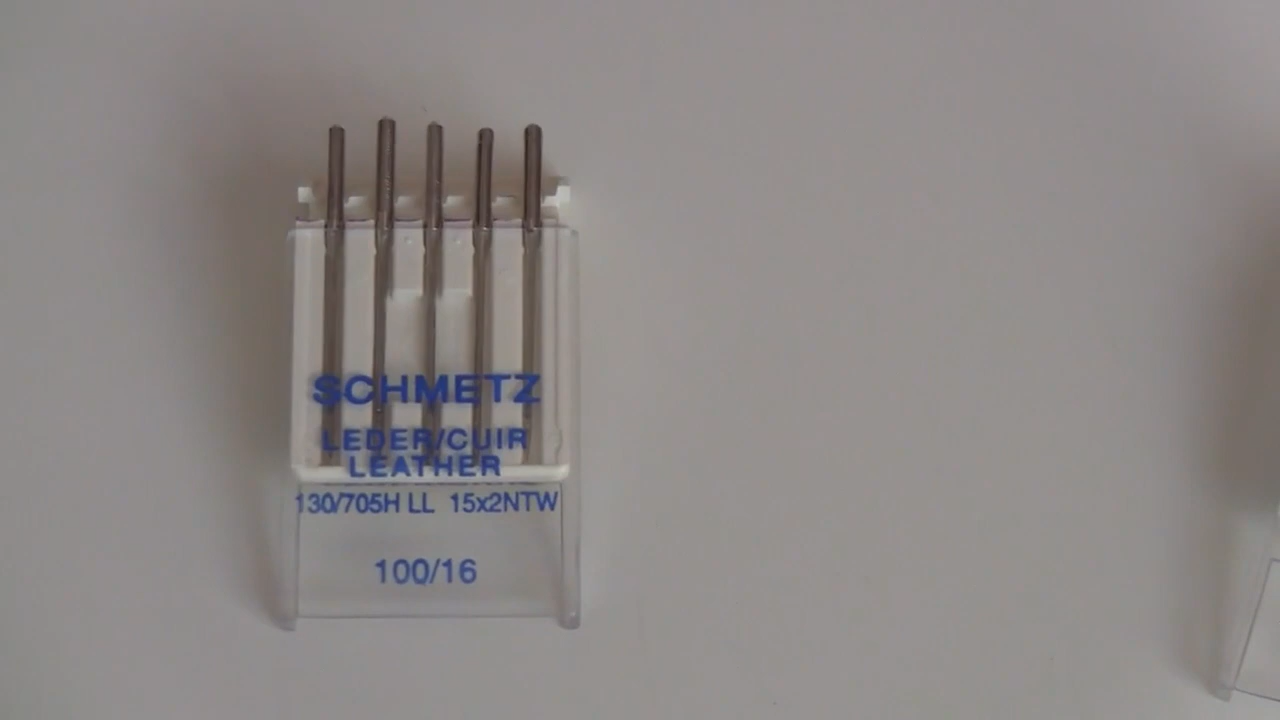 SCHMETZ
LEDER/CUIR
LEATHER
130/705H LL 15x2NTW
100/16